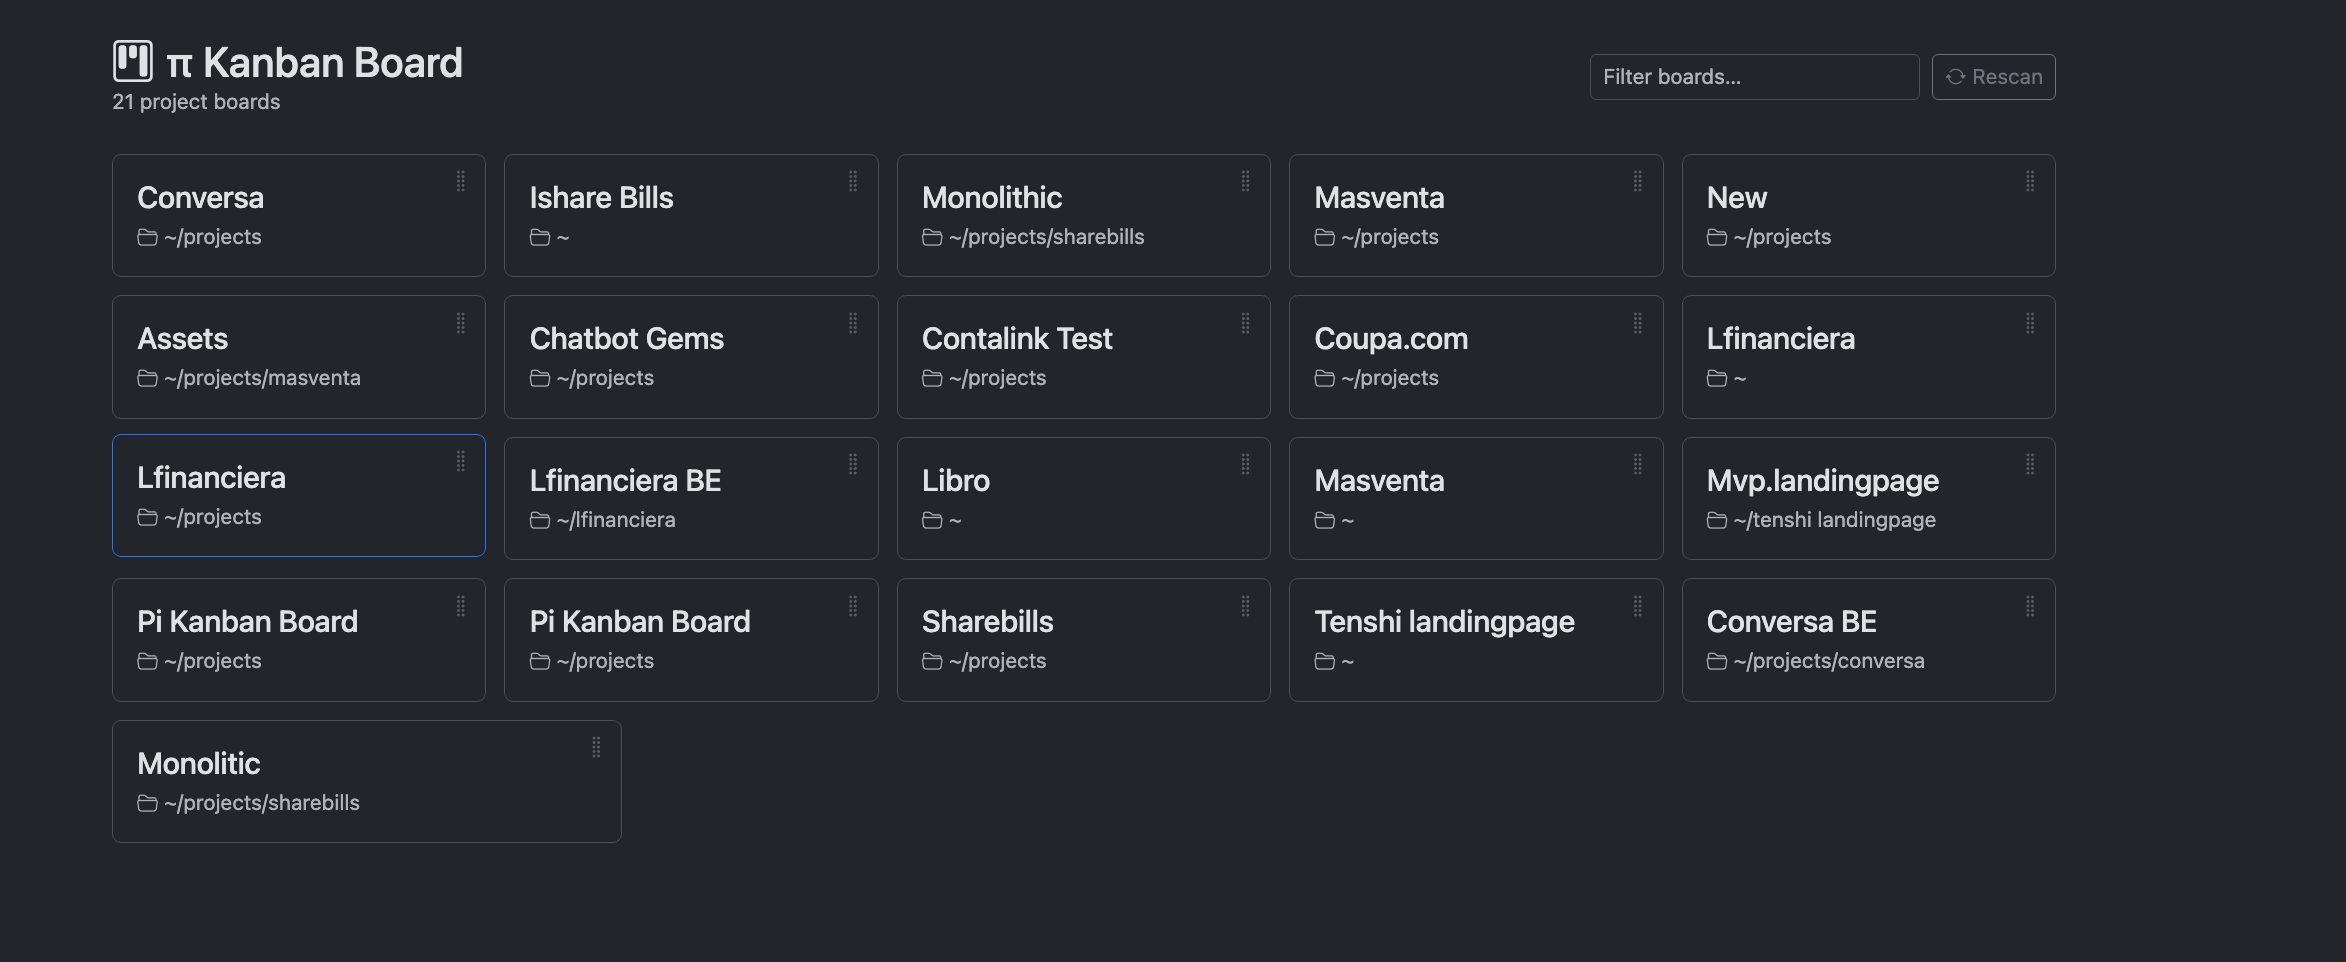 π Kanban Board
21 project boards
Filter boards...
Rescan
Conversa
~/projects
Ishare Bills
~
Monolithic
~/projects/sharebills
Masventa
~/projects
New
~/projects
Assets
~/projects/masventa
Chatbot Gems
~/projects
Contalink Test
~/projects
Coupa.com
~/projects
Lfinanciera
~
Lfinanciera
~/projects
Lfinanciera BE
~/lfinanciera
Libro
~
Masventa
~
Mvp.landingpage
~/tenshi landingpage
Pi Kanban Board
~/projects
Pi Kanban Board
~/projects
Sharebills
~/projects
Tenshi landingpage
~
Conversa BE
~/projects/conversa
Monolitic
~/projects/sharebills